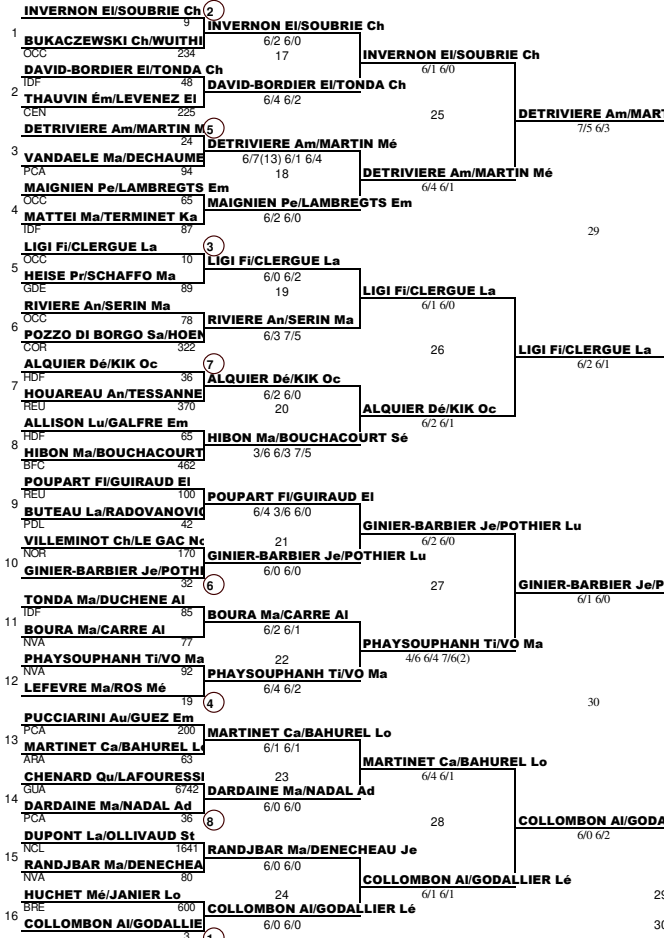 INVERNON El/SOUBRIE Ch 2
9
INVERNON El/SOUBRIE Ch
1
BUKACZEWSKI Ch/WUITHI
6/2 6/0
OCC 234
17
INVERNON El/SOUBRIE Ch
DAVID-BORDIER El/TONDA Ch
6/1 6/0
IDF 48
DAVID-BORDIER El/TONDA Ch
2
THAUVIN Ém/LEVENEZ El
6/4 6/2
CEN 225
25
DETRIVIERE Am/MART
DETRIVIERE Am/MARTIN M 5
7/5 6/3
24
DETRIVIERE Am/MARTIN Mé
3
VANDAELE Ma/DECHAUME
6/7(13) 6/1 6/4
PCA 94
18
DETRIVIERE Am/MARTIN Mé
MAIGNIEN Pe/LAMBREGTS Em
6/4 6/1
OCC 65
MAIGNIEN Pe/LAMBREGTS Em
4
MATTEI Ma/TERMINET Ka
6/2 6/0
IDF 87
29
LIGI Fi/CLERGUE La 3
OCC 10
LIGI Fi/CLERGUE La
5
HEISE Pr/SCHAFFO Ma
6/0 6/2
GDE 89
19
LIGI Fi/CLERGUE La
RIVIERE An/SERIN Ma
6/1 6/0
OCC 78
RIVIERE An/SERIN Ma
6
POZZO DI BORGO Sa/HOEN
6/3 7/5
COR 322
26
LIGI Fi/CLERGUE La
ALQUIER Dé/KIK Oc 7
6/2 6/1
HDF 36
ALQUIER Dé/KIK Oc
7
HOUAREAU An/TESSANNE
6/2 6/0
REU 370
20
ALQUIER Dé/KIK Oc
ALLISON Lu/GALFRE Em
6/2 6/1
HDF 65
HIBON Ma/BOUCHACOURT Sé
8
HIBON Ma/BOUCHACOURT
3/6 6/3 7/5
BFC 462
POUPART Fl/GUIRAUD El
REU 100
POUPART Fl/GUIRAUD El
9
BUTEAU La/RADOVANOVIC
6/4 3/6 6/0
PDL 42
GINIER-BARBIER Je/POTHIER Lu
VILLEMINOT Ch/LE GAC No
21
6/2 6/0
NOR 170
GINIER-BARBIER Je/POTHIER Lu
10
GINIER-BARBIER Je/POTHI
6/0 6/0
32 6
27
GINIER-BARBIER Je/P
TONDA Ma/DUCHENE Al
6/1 6/0
IDF 85
BOURA Ma/CARRE Al
11
BOURA Ma/CARRE Al
6/2 6/1
NVA 77
PHAYSOUPHANH Ti/VO Ma
PHAYSOUPHANH Ti/VO Ma
22
4/6 6/4 7/6(2)
NVA 92
PHAYSOUPHANH Ti/VO Ma
12
LEFEVRE Ma/ROS Mé
6/4 6/2
19 4
30
PUCCIARINI Au/GUEZ Em
PCA 200
MARTINET Ca/BAHUREL Lo
13
MARTINET Ca/BAHUREL L
6/1 6/1
ARA 63
MARTINET Ca/BAHUREL Lo
CHENARD Qu/LAFOURESSI
23
6/4 6/1
GUA 6742
DARDAINE Ma/NADAL Ad
14
DARDAINE Ma/NADAL Ad
6/0 6/0
PCA 36 8
28
COLLOMBON Al/GODA
DUPONT La/OLLIVAUD St
6/0 6/2
NCL 1641
RANDJBAR Ma/DENECHEAU Je
15
RANDJBAR Ma/DENECHEA
6/0 6/0
NVA 80
COLLOMBON Al/GODALLIER Lé
HUCHET Mé/JANIER Lo
24
6/1 6/1
29
BRE 600
COLLOMBON Al/GODALLIER Lé
16
COLLOMBON Al/GODALLIE
6/0 6/0
30
3 1